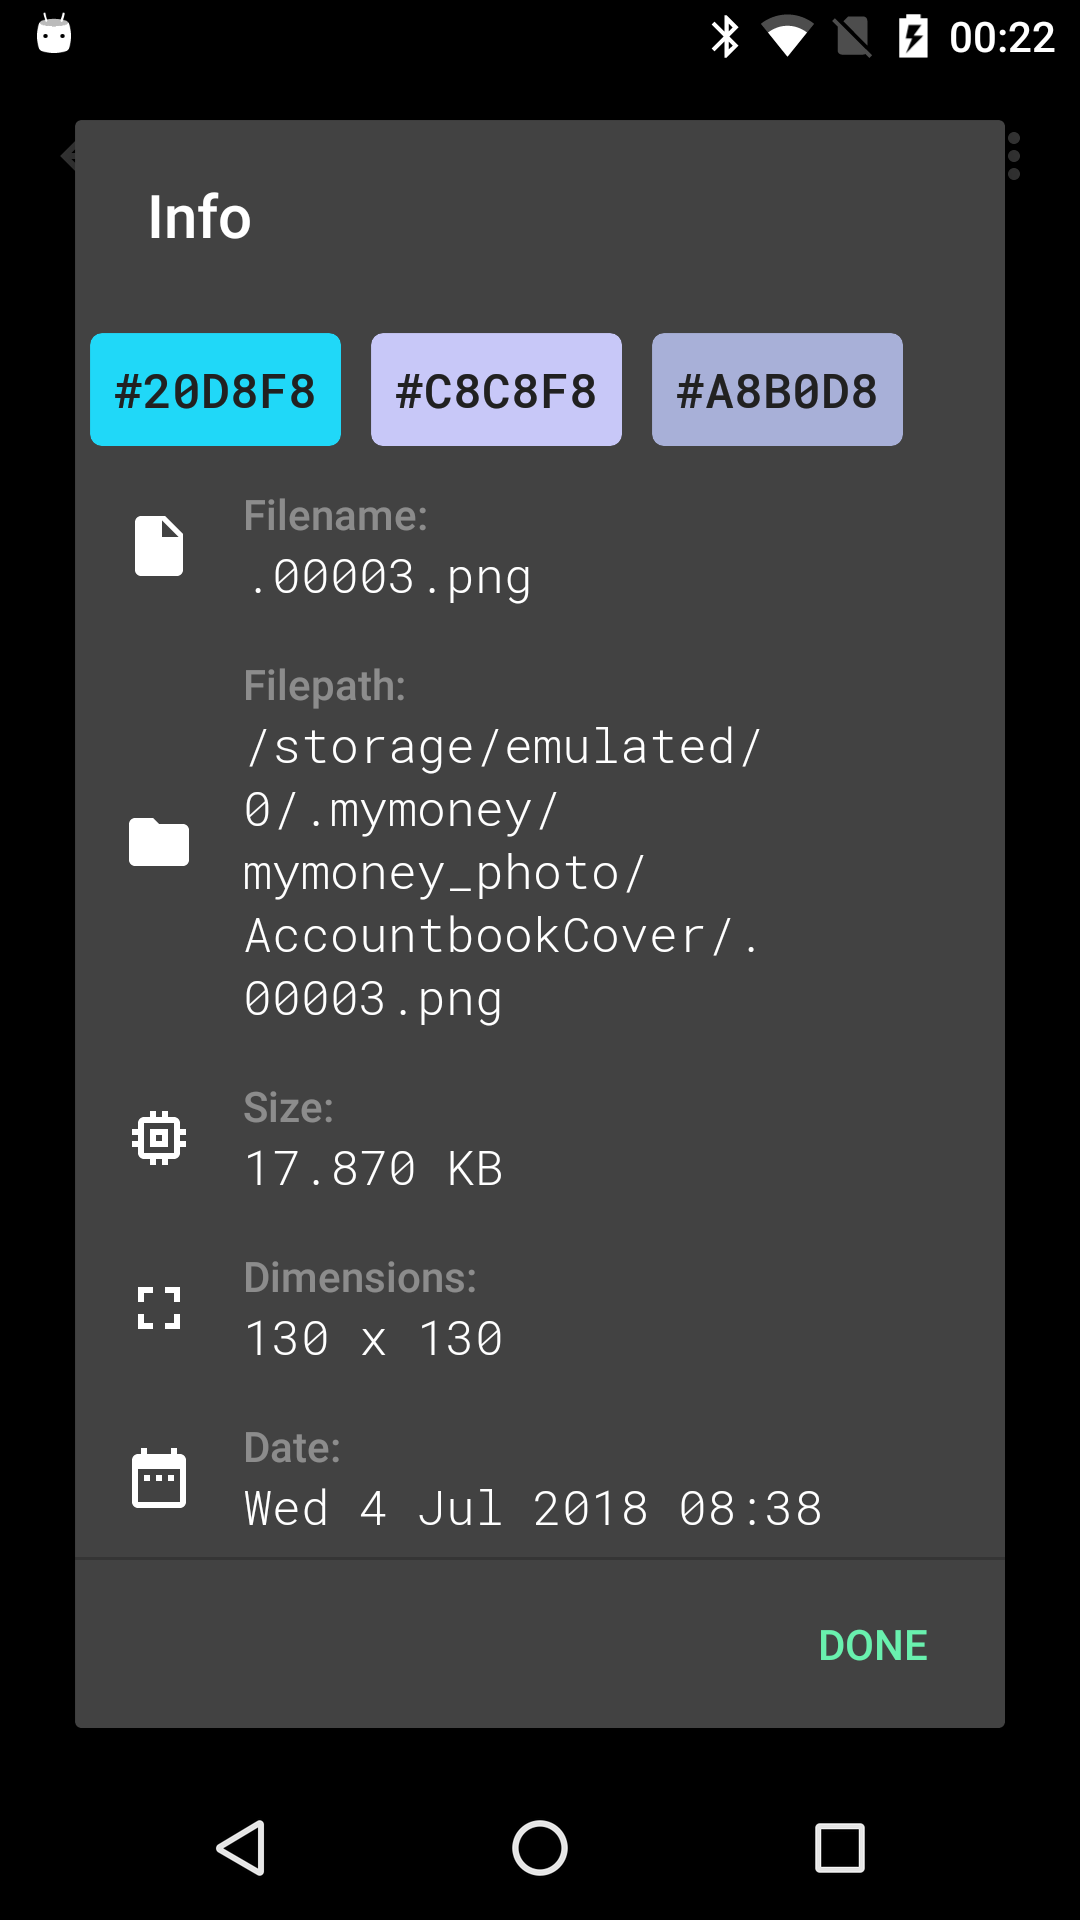 00:22
Info
#20D8F8 #C8C8F8 #A8B0D8
Filename:
.00003.png
Filepath:
/storage/emulated/
0/.mymoney/
mymoney_photo/
AccountbookCover/.
00003.png
Size:
17.870 KB
Dimensions:
130 x 130
Date:
Wed 4 Jul 2018 08:38
DONE